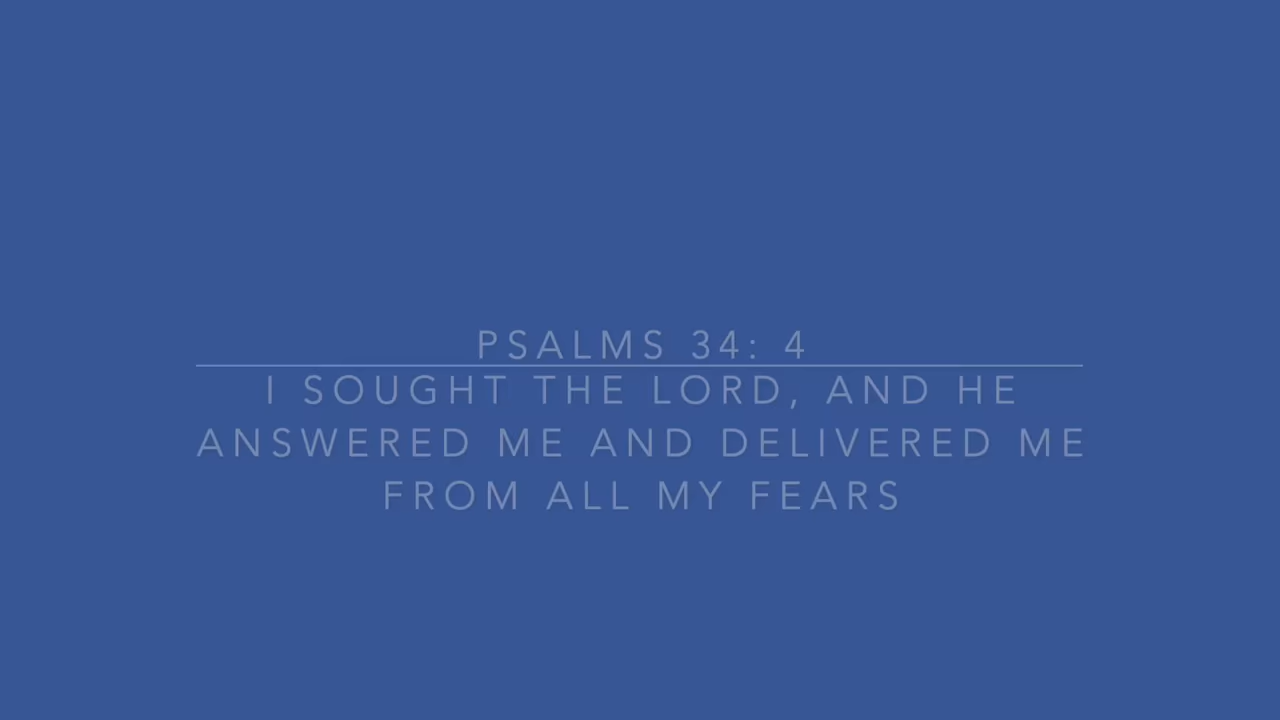 PSALMS 34: 4
I SOUGHT THE LORD, AND HE
ANSWERED ME AND DELIVERED ME
FROM ALL MY FEARS